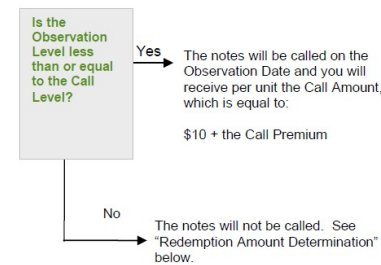 Is the
Observation
Level less
than or equal
to the Call
Level?
Yes
The notes will be called on the
Observation Date and you will
receive per unit the Call Amount,
which is equal to:
$10 + the Call Premium
No
The notes will not be called.  See
“Redemption Amount Determination”
below.